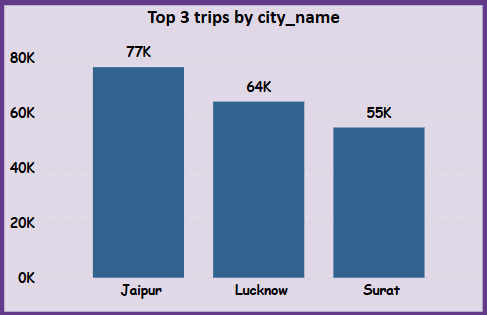 Top 3 trips by city_name
77K
80K
64K
60K
55K
40K
20K
0K
Jaipur Lucknow Surat